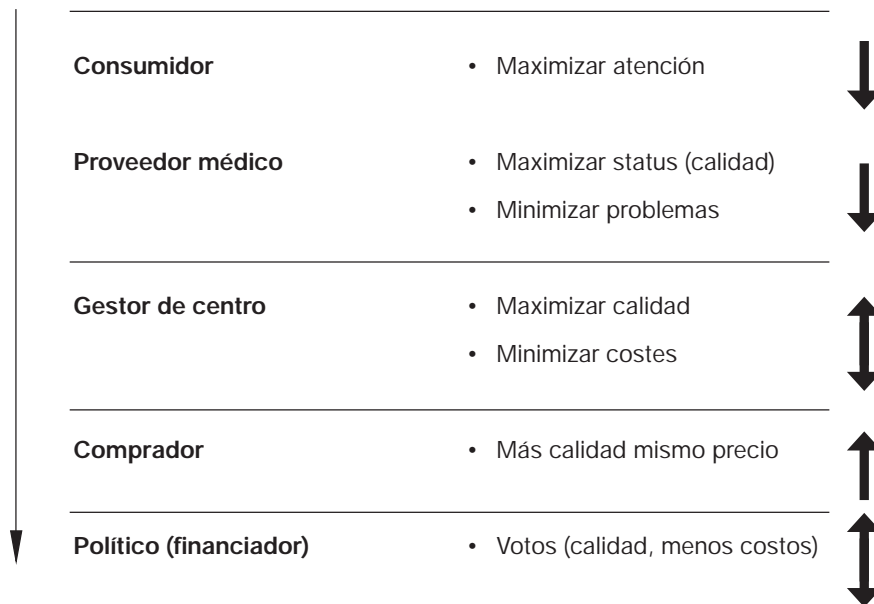 Consumidor • Maximizar atención
Proveedor médico • Maximizar status (calidad)
• Minimizar problemas
Gestor de centro • Maximizar calidad
• Minimizar costes
Comprador • Más calidad mismo precio
Político (financiador) • Votos (calidad, menos costos)